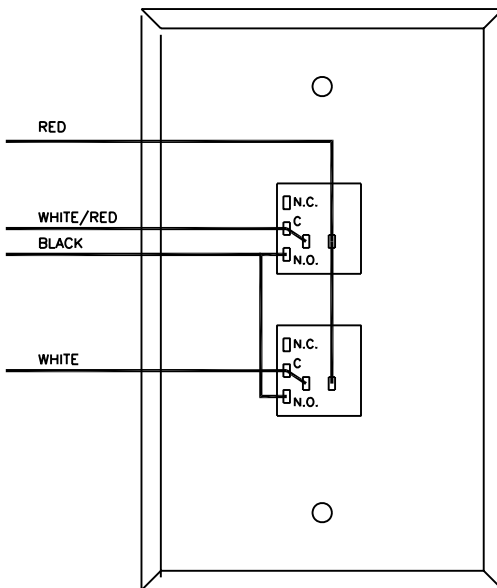 RED
N.C.
WHITE/RED
C
BLACK
N.O.
N.C.
WHITE
C
N.O.